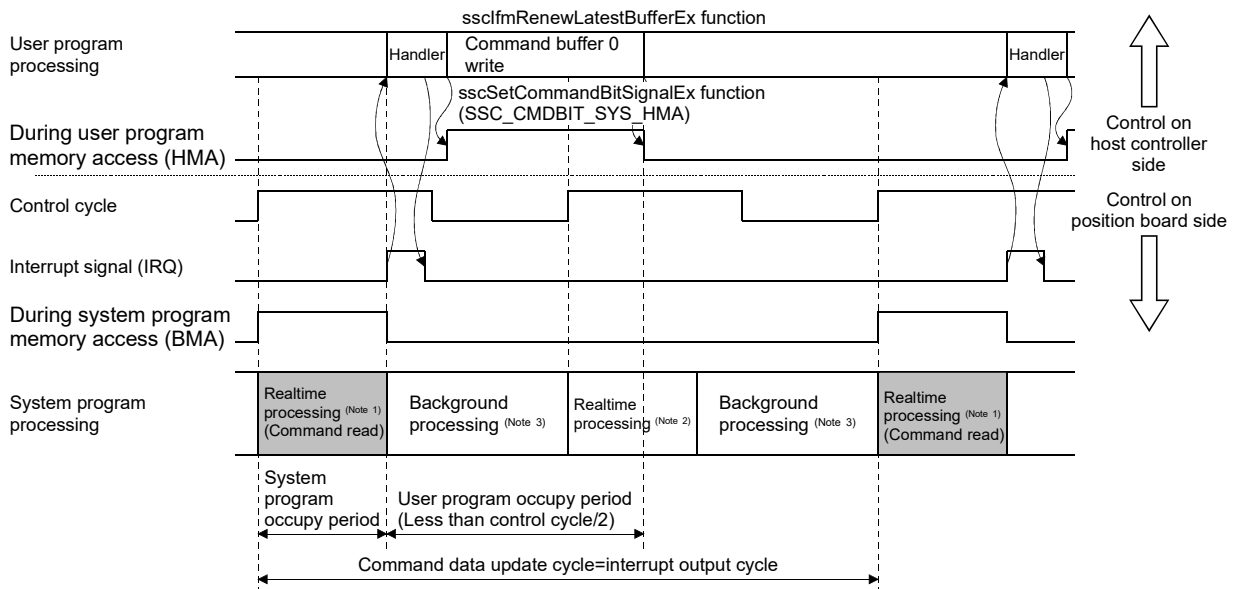 sscIfmRenewLatestBufferEx function
User program
processing
Handler
Command buffer 0
write
Handler
sscSetCommandBitSignalEx function
(SSC_CMDBIT_SYS_HMA)
During user program
memory access (HMA)
Control on
host controller
side
Control cycle
Control on
position board side
Interrupt signal (IRQ)
During system program
memory access (BMA)
System program
processing
Realtime
processing (Note 1)
(Command read)
Background
processing (Note 3)
Realtime
processing (Note 2)
Background
processing (Note 3)
Realtime
processing (Note 1)
(Command read)
System
program
occupy period
User program occupy period
(Less than control cycle/2)
Command data update cycle=interrupt output cycle